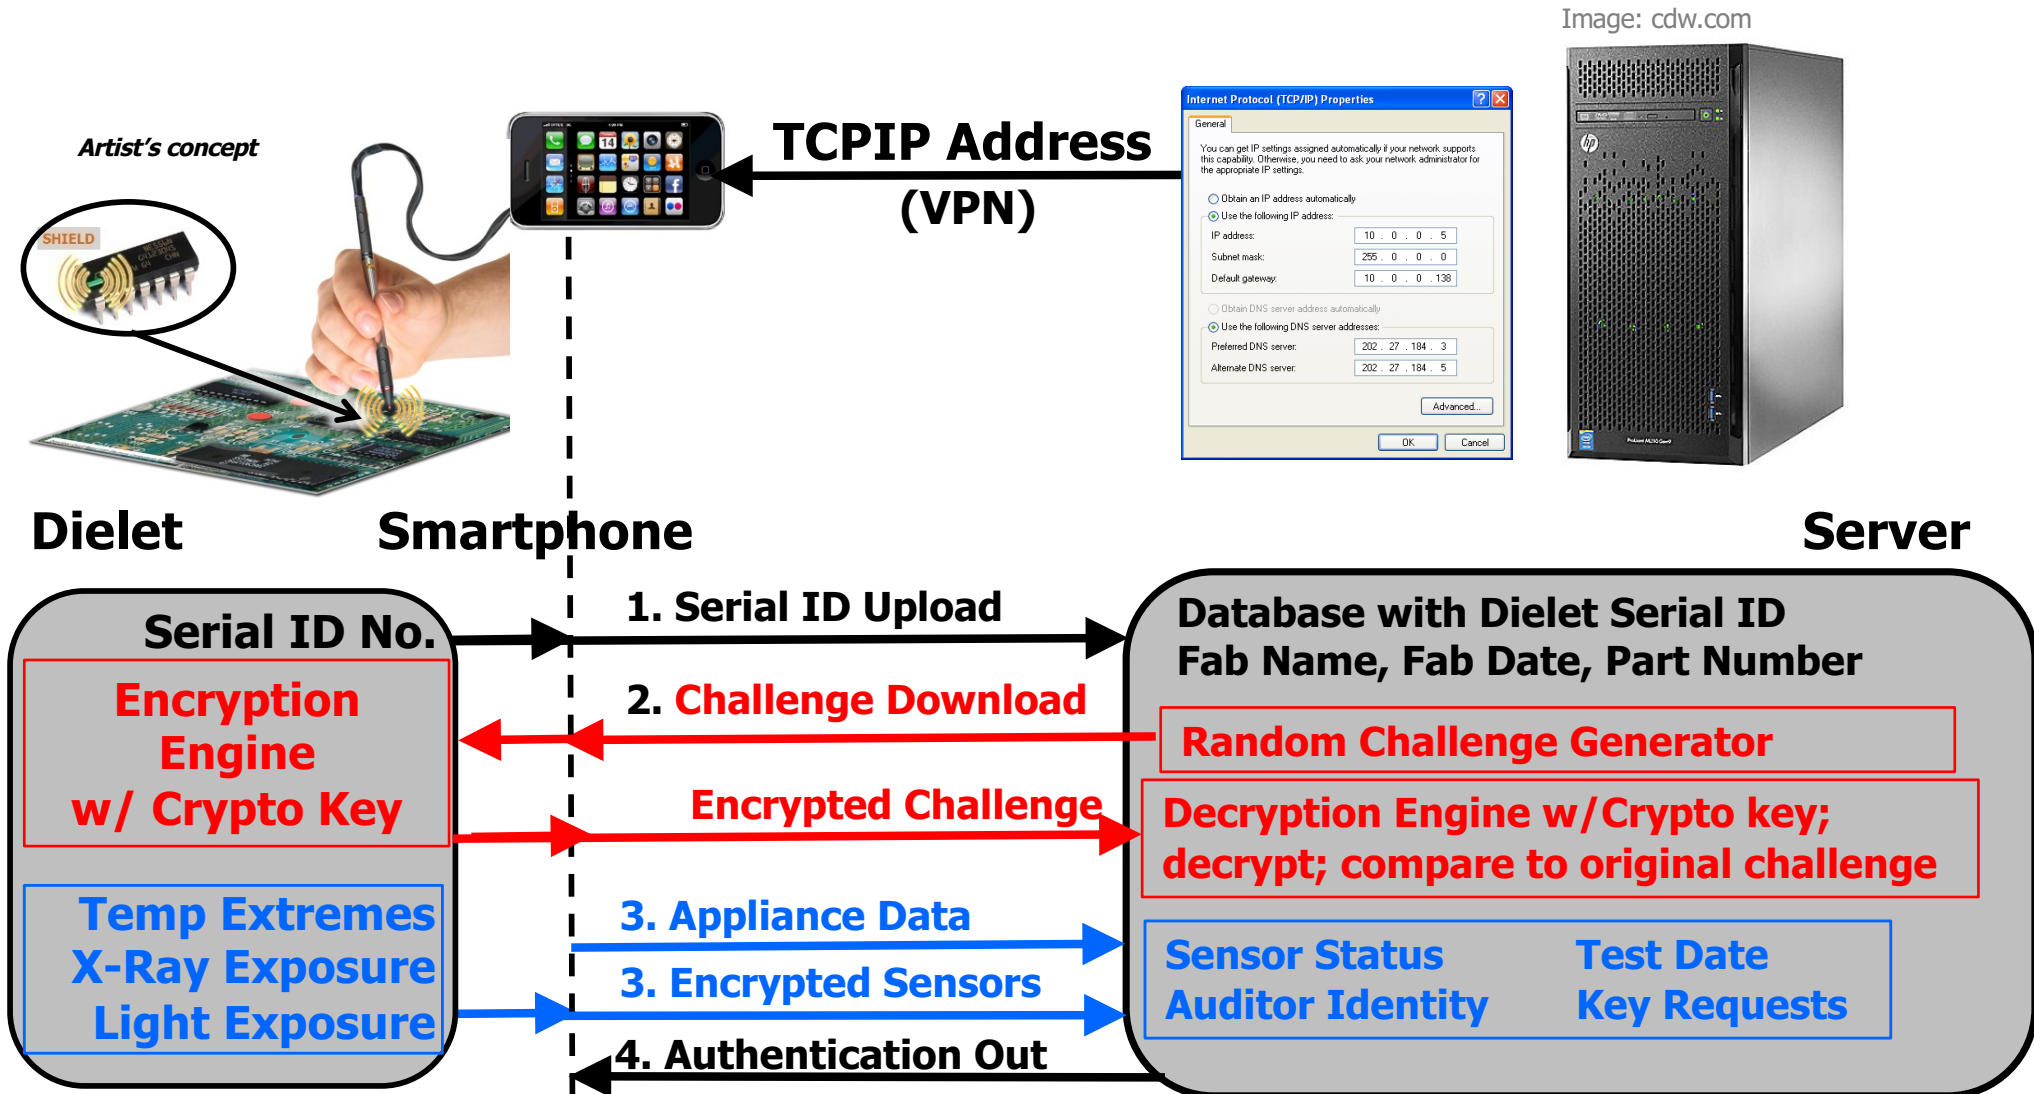 Image: cdw.com
Artist's concept
SHIELD
TCPIP Address
(VPN)
Internet Protocol (TCP/IP) Properties
General
You can get IP settings assigned automatically if your network supports
this capability. Otherwise, you need to ask your network administrator for
the appropriate IP settings.
Obtain an IP address automatically
Use the following IP address:
IP address: 10 . 0 . 0 . 5
Subnet mask: 255 . 0 . 0 . 0
Default gateway: 10 . 0 . 0 . 138
Obtain DNS server address automatically
Use the following DNS server addresses:
Preferred DNS server: 202 . 27 . 184 . 3
Alternate DNS server: 202 . 27 . 184 . 5
Advanced...
OK Cancel
hp
Dielet
Smartphone
Server
Serial ID No.
Encryption
Engine
w/ Crypto Key
Temp Extremes
X-Ray Exposure
Light Exposure
1. Serial ID Upload
2. Challenge Download
Encrypted Challenge
3. Appliance Data
3. Encrypted Sensors
4. Authentication Out
Database with Dielet Serial ID
Fab Name, Fab Date, Part Number
Random Challenge Generator
Decryption Engine w/Crypto key;
decrypt; compare to original challenge
Sensor Status Test Date
Auditor Identity Key Requests